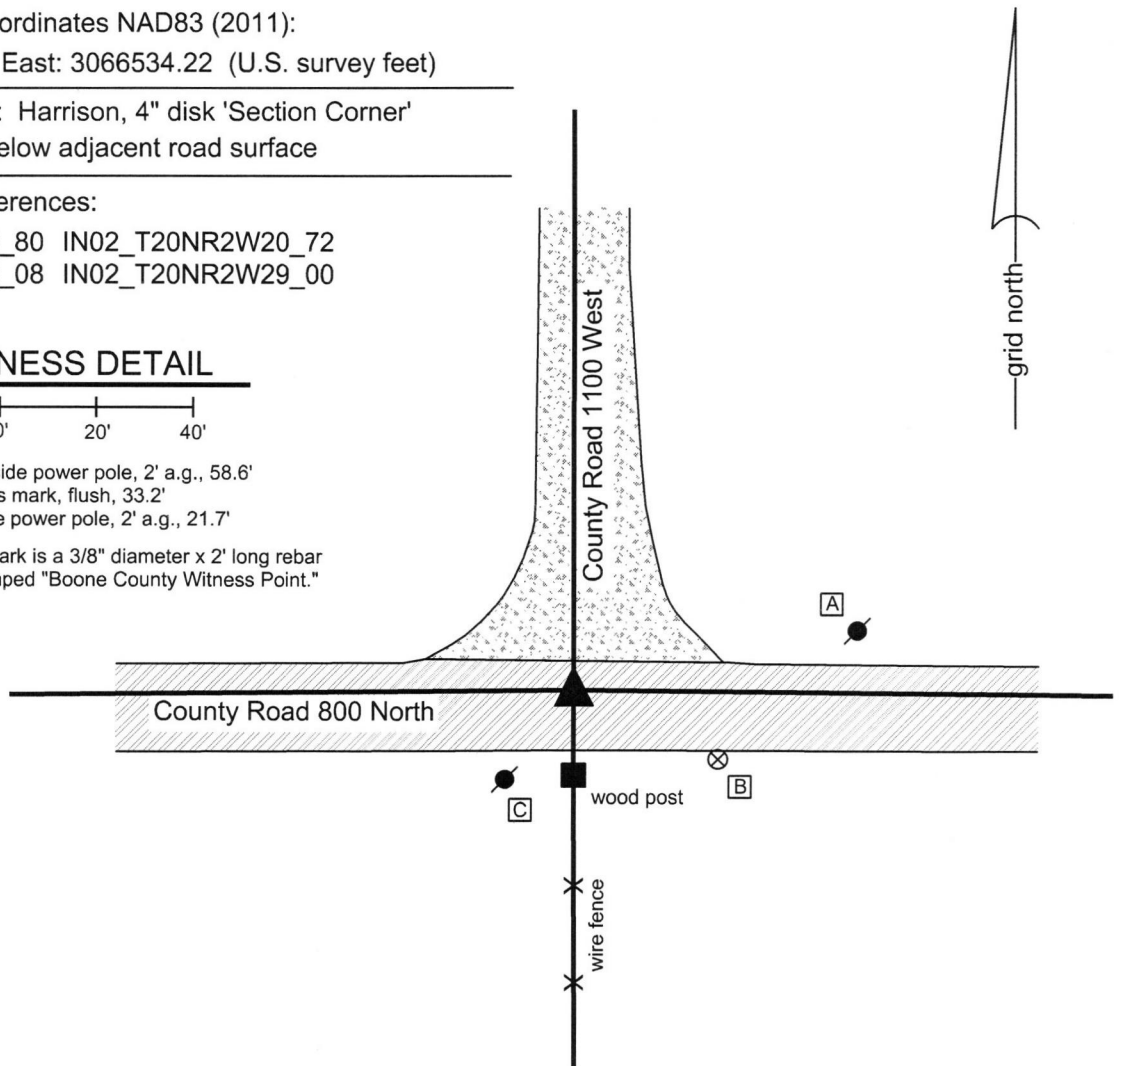 ordinates NAD83 (2011):
East: 3066534.22 (U.S. survey feet)
: Harrison, 4" disk 'Section Corner'
elow adjacent road surface
erences:
_80 IN02_T20NR2W20_72
_08 IN02_T20NR2W29_00
NESS DETAIL
0' 20' 40'
ide power pole, 2' a.g., 58.6'
s mark, flush, 33.2'
e power pole, 2' a.g., 21.7'
ark is a 3/8" diameter x 2' long rebar
ped "Boone County Witness Point."
grid north
County Road 1100 West
A
County Road 800 North
B
C
wood post
wire fence